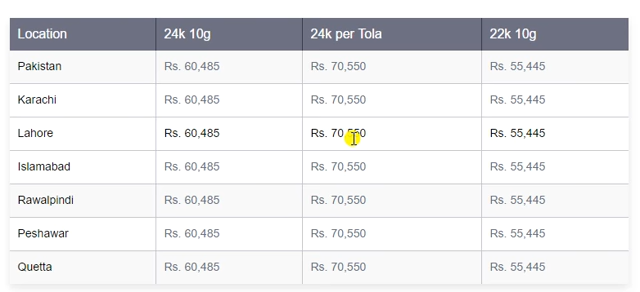 Location 24k 10g 24k per Tola 22k 10g
Pakistan Rs. 60,485 Rs. 70,550 Rs. 55,445
Karachi Rs. 60,485 Rs. 70,550 Rs. 55,445
Lahore Rs. 60,485 Rs. 70,550 Rs. 55,445
Islamabad Rs. 60,485 Rs. 70,550 Rs. 55,445
Rawalpindi Rs. 60,485 Rs. 70,550 Rs. 55,445
Peshawar Rs. 60,485 Rs. 70,550 Rs. 55,445
Quetta Rs. 60,485 Rs. 70,550 Rs. 55,445